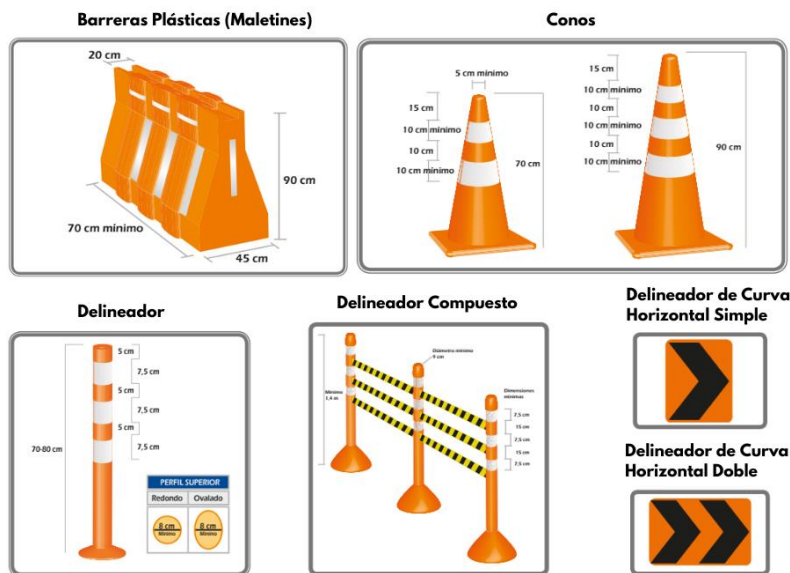 Barreras Plásticas (Maletines)
20 cm
90 cm
70 cm mínimo
45 cm
Conos
5 cm mínimo
15 cm
10 cm mínimo
10 cm
10 cm mínimo
70 cm
15 cm
10 cm mínimo
10 cm
10 cm mínimo
10 cm
10 cm mínimo
90 cm
Delineador
5 cm
7,5 cm
5 cm
7,5 cm
5 cm
7,5 cm
70-80 cm
PERFIL SUPERIOR
Redondo Ovalado
8 cm
Mínimo
8 cm
Mínimo
Delineador Compuesto
Diámetro mínimo
9 cm
Mínimo
1,4 m
Dimensiones
mínimas
7,5 cm
15 cm
7,5 cm
15 cm
7,5 cm
Delineador de Curva
Horizontal Simple
Delineador de Curva
Horizontal Doble